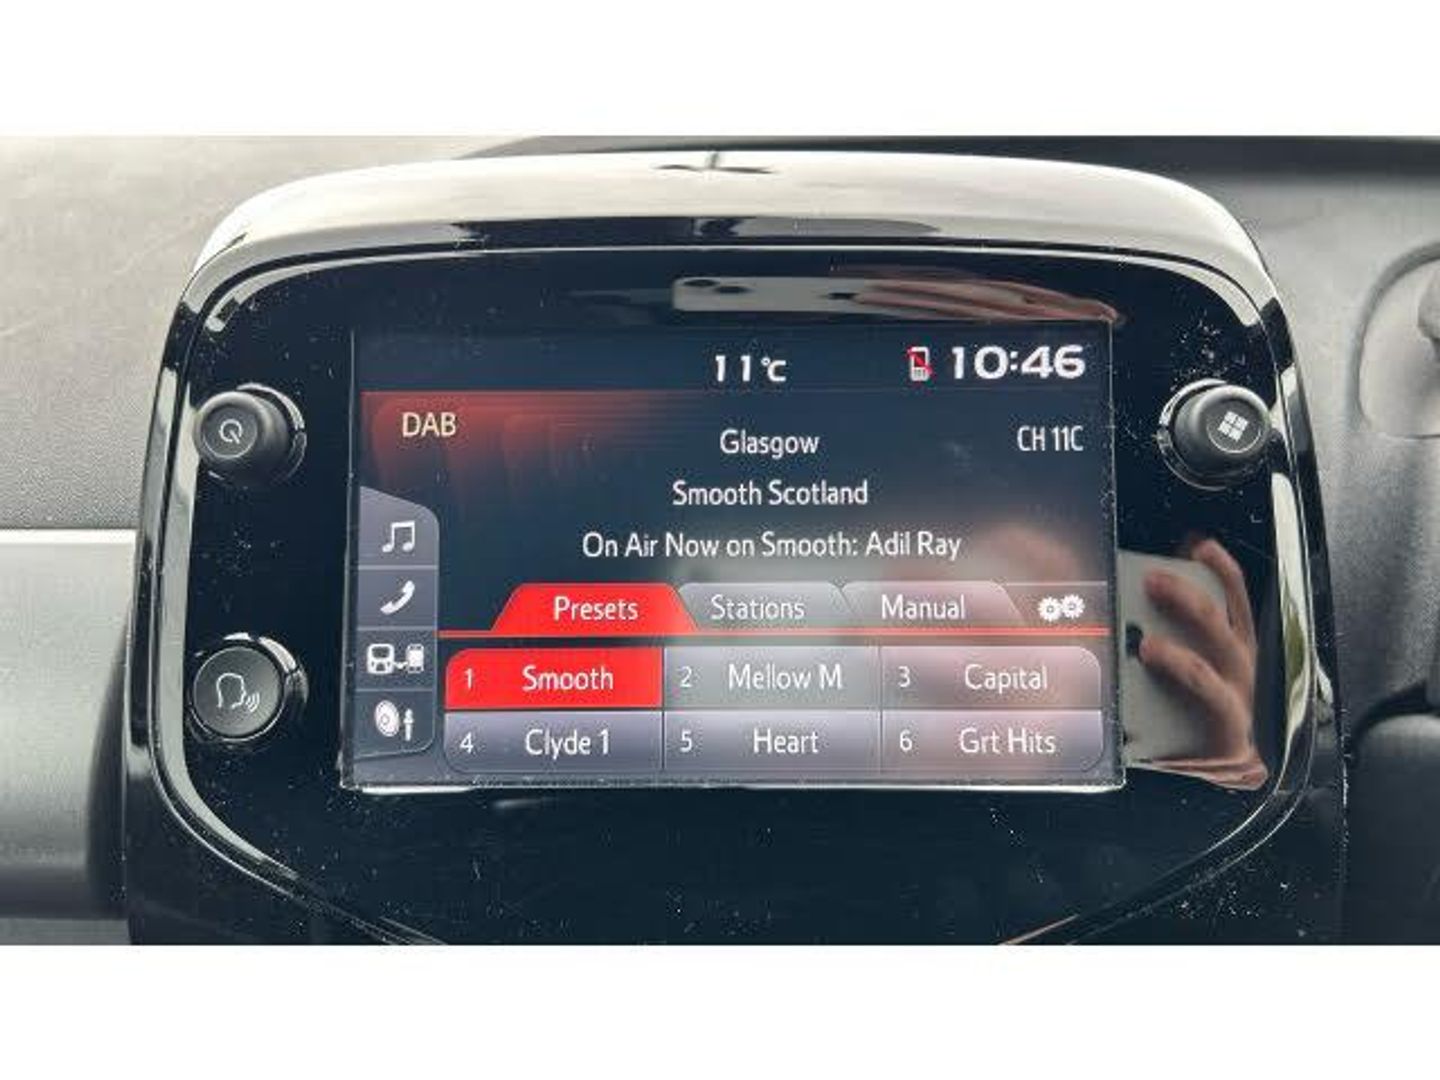 11°C 10:46
DAB
Glasgow CH 11C
Smooth Scotland
On Air Now on Smooth: Adil Ray
Presets Stations Manual
1 Smooth 2 Mellow M 3 Capital
4 Clyde 1 5 Heart 6 Grt Hits